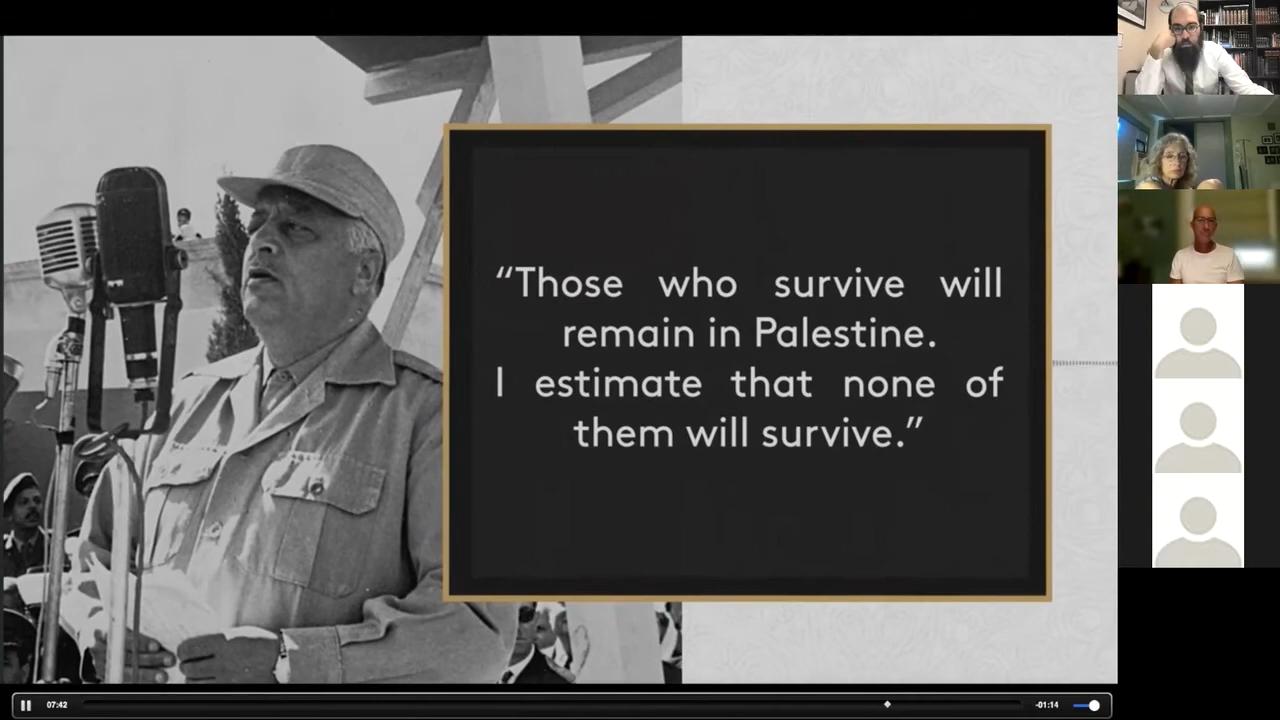 “Those who survive will
remain in Palestine.
I estimate that none of
them will survive.”
07:42
-01:14